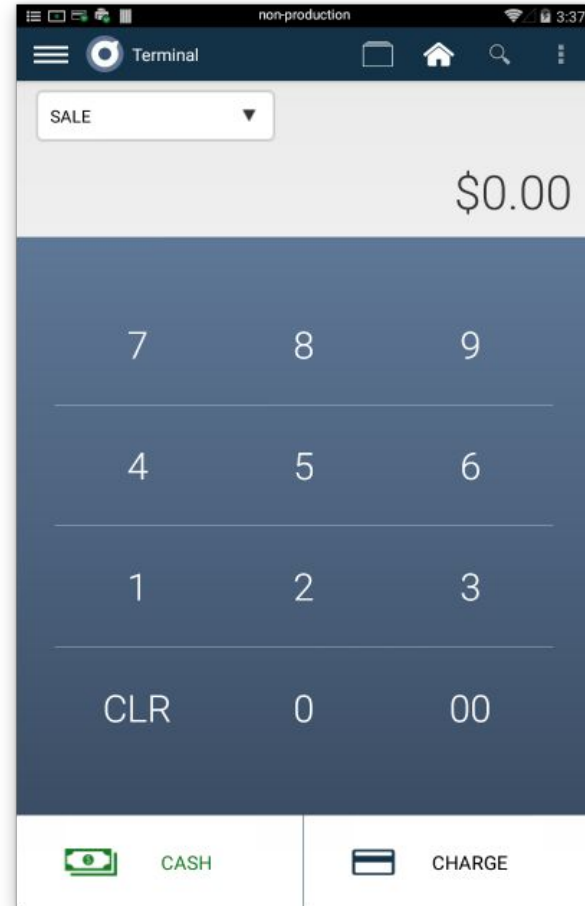 non-production 3:37
Terminal
SALE
$0.00
7 8 9
4 5 6
1 2 3
CLR 0 00
CASH CHARGE